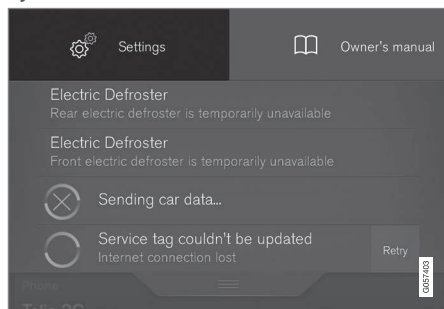 Settings
Owner's manual
Electric Defroster
Rear electric defroster is temporarily unavailable
Electric Defroster
Front electric defroster is temporarily unavailable
Sending car data...
Service tag couldn't be updated
Internet connection lost
Retry
G057403
Phone